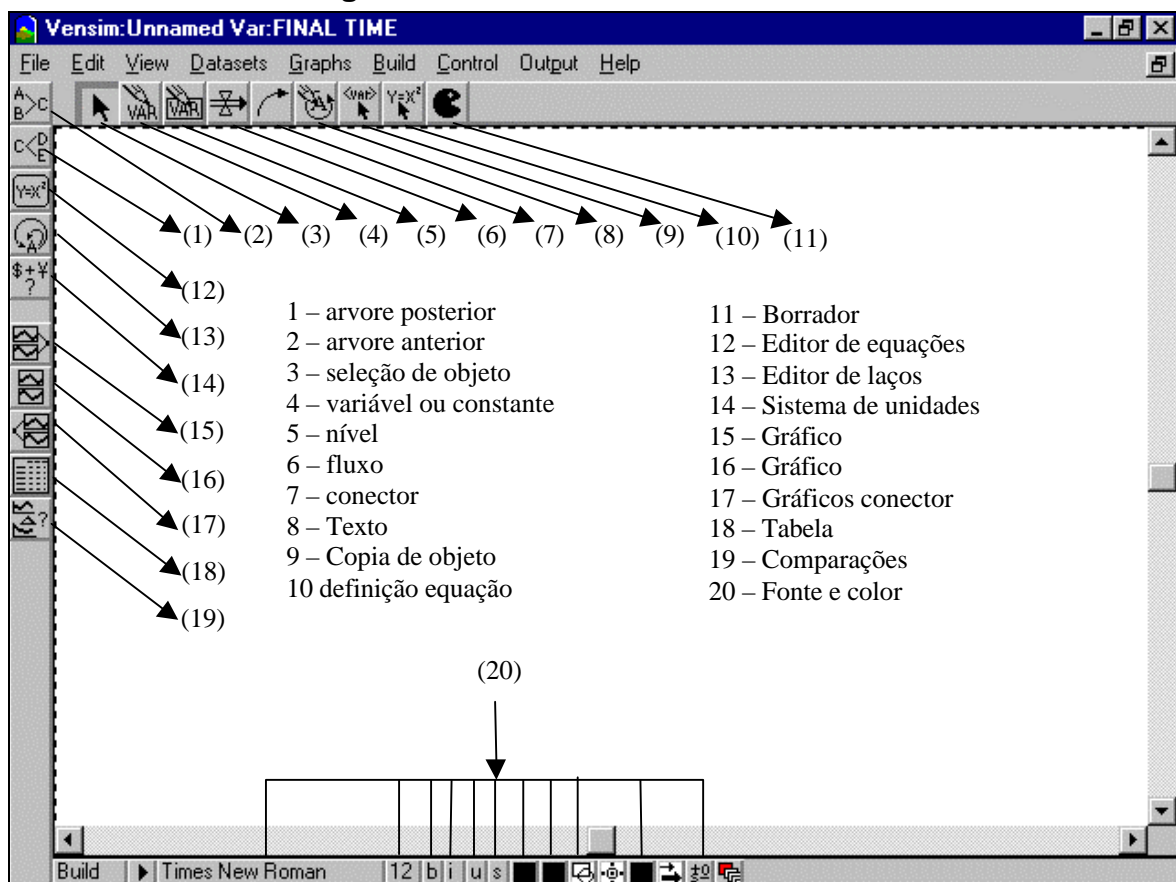 Vensim:Unnamed Var:FINAL TIME
File Edit View Datasets Graphs Build Control Output Help
A B>C VAR VAR A <var> Y=X²
C<D E
Y=X²
A
$+¥ ?
?
(1) (2) (3) (4) (5) (6) (7) (8) (9) (10) (11)
(12)
(13)
(14)
(15)
(16)
(17)
(18)
(19)
1 – arvore posterior
2 – arvore anterior
3 – seleção de objeto
4 – variável ou constante
5 – nível
6 – fluxo
7 – conector
8 – Texto
9 – Copia de objeto
10 definição equação
11 – Borrador
12 – Editor de equações
13 – Editor de laços
14 – Sistema de unidades
15 – Gráfico
16 – Gráfico
17 – Gráficos conector
18 – Tabela
19 – Comparações
20 – Fonte e color
(20)
Build Times New Roman 12 b i u s